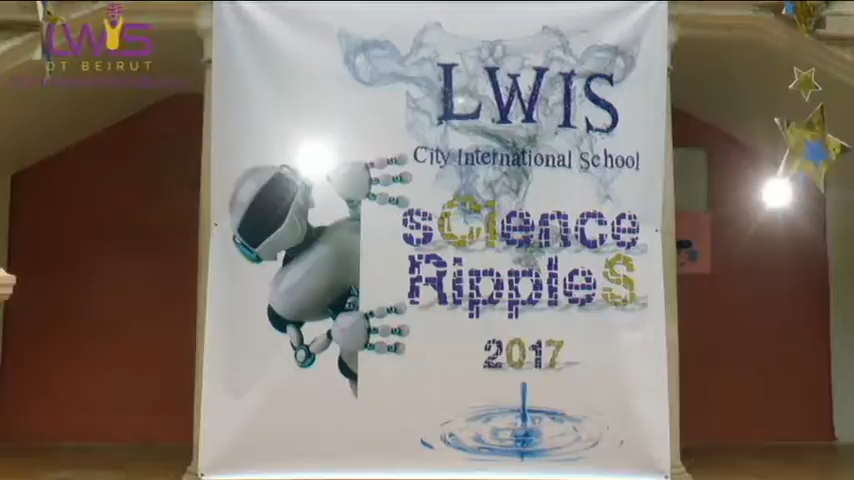 LWIS
DT BEIRUT
LWIS
City International School
sCIence
RippleS
2017